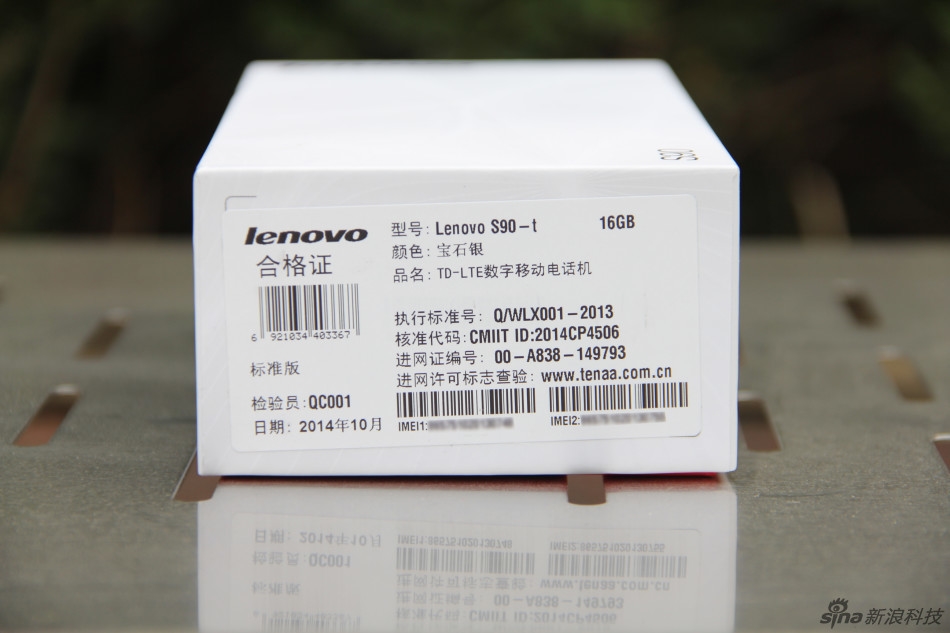 S90
lenovo
合格证
6 921034 403367
标准版
检验员: QC001
日期: 2014年10月
型号: Lenovo S90-t 16GB
颜色: 宝石银
品名: TD-LTE数字移动电话机
执行标准号: Q/WLX001-2013
核准代码: CMIIT ID:2014CP4506
进网证编号: 00-A838-149793
进网许可标志查验: www.tenaa.com.cn
IMEI1:
IMEI2:
sina新浪科技